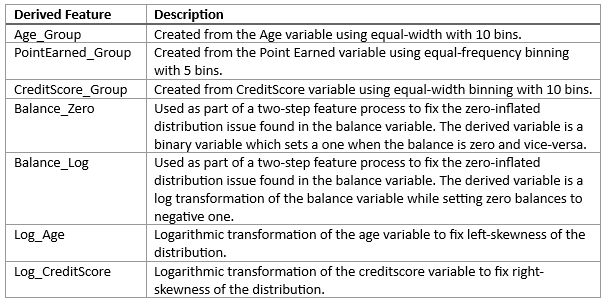 Derived Feature Description
Age_Group Created from the Age variable using equal-width with 10 bins.
PointEarned_Group Created from the Point Earned variable using equal-frequency binning
with 5 bins.
CreditScore_Group Created from CreditScore variable using equal-width binning with 10 bins.
Balance_Zero Used as part of a two-step feature process to fix the zero-inflated
distribution issue found in the balance variable. The derived variable is a
binary variable which sets a one when the balance is zero and vice-versa.
Balance_Log Used as part of a two-step feature process to fix the zero-inflated
distribution issue found in the balance variable. The derived variable is a
log transformation of the balance variable while setting zero balances to
negative one.
Log_Age Logarithmic transformation of the age variable to fix left-skewness of the
distribution.
Log_CreditScore Logarithmic transformation of the creditscore variable to fix right-
skewness of the distribution.